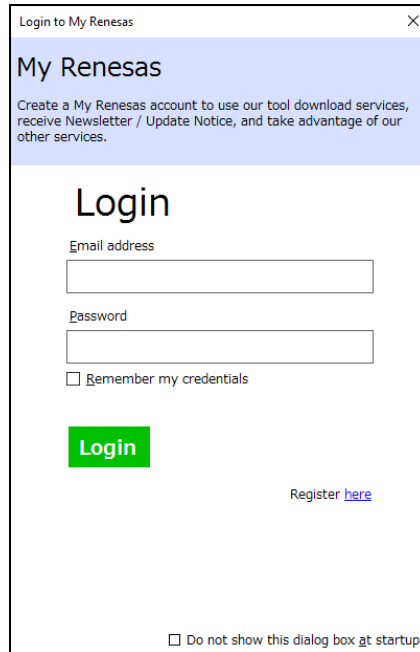 Login to My Renesas
My Renesas
Create a My Renesas account to use our tool download services,
receive Newsletter / Update Notice, and take advantage of our
other services.
Login
Email address
Password
Remember my credentials
Login
Register here
Do not show this dialog box at startup